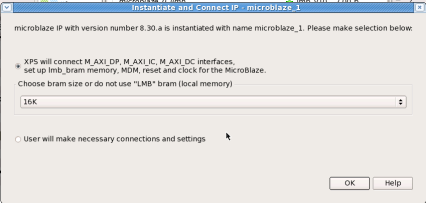 Instantiate and Connect IP - microblaze_1
microblaze IP with version number 8.30.a is instantiated with name microblaze_1. Please make selection below:
XPS will connect M_AXI_DP, M_AXI_IC, M_AXI_DC interfaces,
set up lmb_bram memory, MDM, reset and clock for the MicroBlaze.
Choose bram size or do not use "LMB" bram (local memory)
16K
User will make necessary connections and settings
OK Help